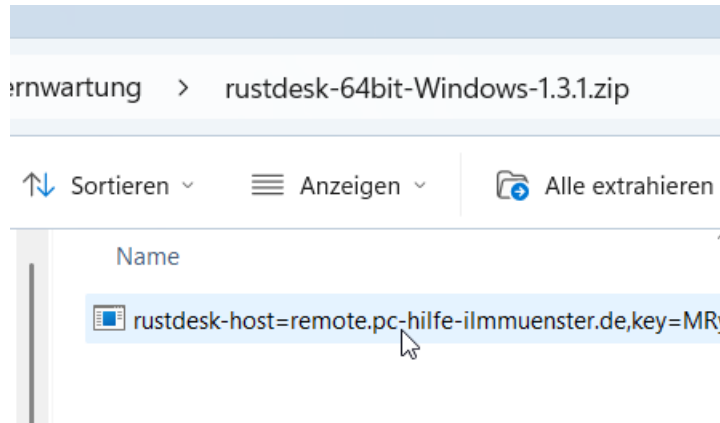 ernwartung > rustdesk-64bit-Windows-1.3.1.zip
Sortieren Anzeigen Alle extrahieren
Name
rustdesk-host=remote.pc-hilfe-ilmmuenster.de,key=MRy